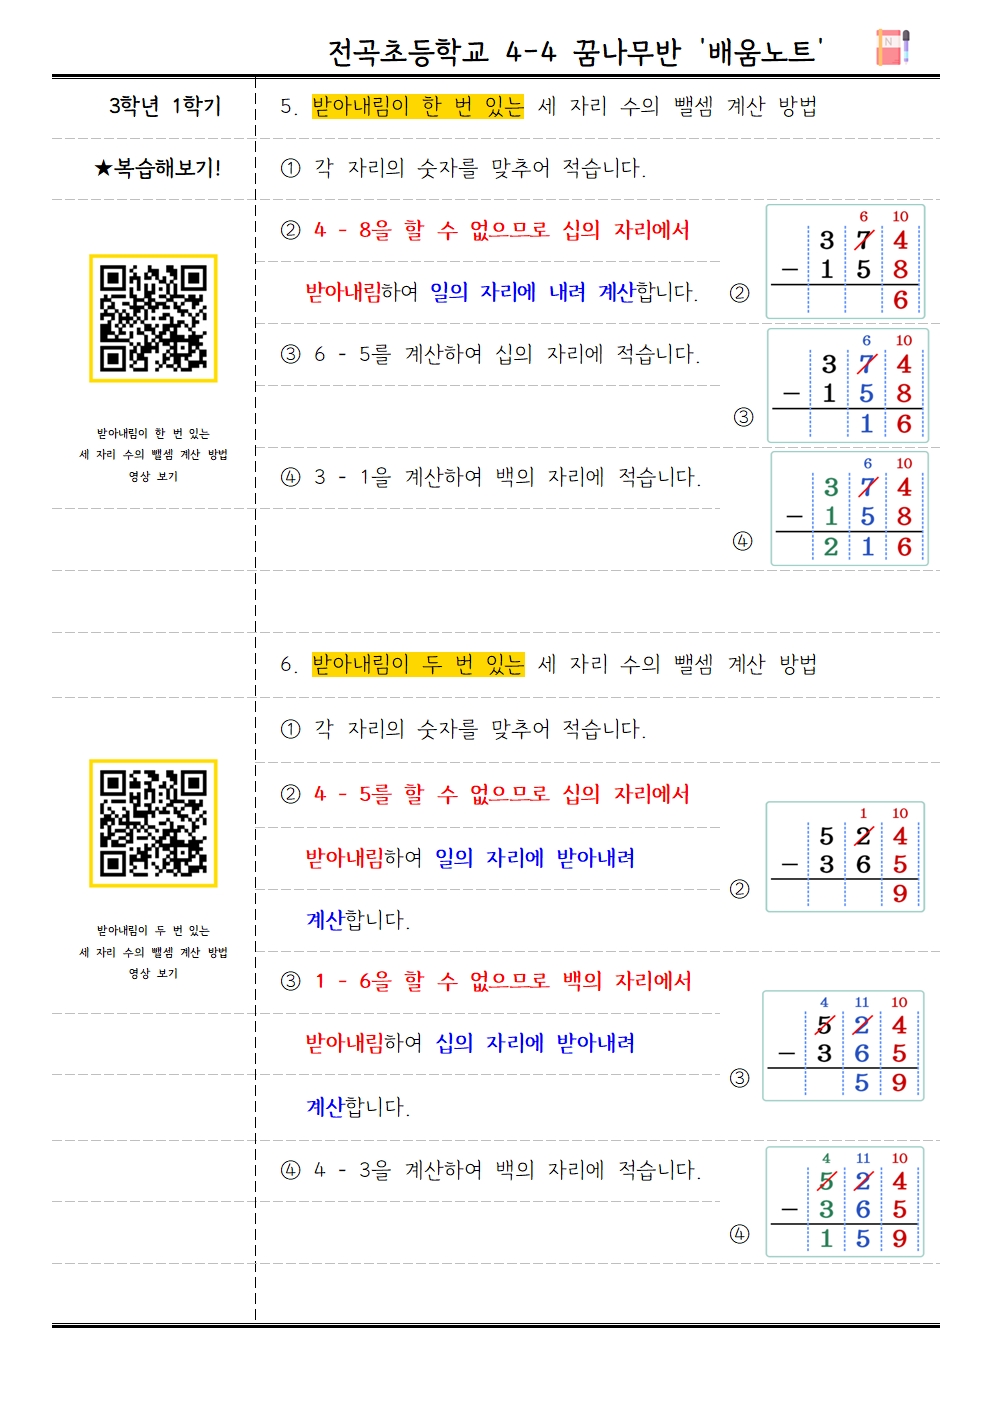 전곡초등학교 4-4 꿈나무반 '배움노트'
N
3학년 1학기
5. 받아내림이 한 번 있는 세 자리 수의 뺄셈 계산 방법
★복습해보기!
① 각 자리의 숫자를 맞추어 적습니다.
② 4 - 8을 할 수 없으므로 십의 자리에서
받아내림하여 일의 자리에 내려 계산합니다.
②
6 10
3 7 4
- 1 5 8
6
③ 6 - 5를 계산하여 십의 자리에 적습니다.
③
6 10
3 7 4
- 1 5 8
1 6
받아내림이 한 번 있는
세 자리 수의 뺄셈 계산 방법
영상 보기
④ 3 - 1을 계산하여 백의 자리에 적습니다.
④
6 10
3 7 4
- 1 5 8
2 1 6
6. 받아내림이 두 번 있는 세 자리 수의 뺄셈 계산 방법
① 각 자리의 숫자를 맞추어 적습니다.
② 4 - 5를 할 수 없으므로 십의 자리에서
받아내림하여 일의 자리에 받아내려
계산합니다.
②
1 10
5 2 4
- 3 6 5
9
받아내림이 두 번 있는
세 자리 수의 뺄셈 계산 방법
영상 보기
③ 1 - 6을 할 수 없으므로 백의 자리에서
받아내림하여 십의 자리에 받아내려
계산합니다.
③
4 11 10
5 2 4
- 3 6 5
5 9
④ 4 - 3을 계산하여 백의 자리에 적습니다.
④
4 11 10
5 2 4
- 3 6 5
1 5 9